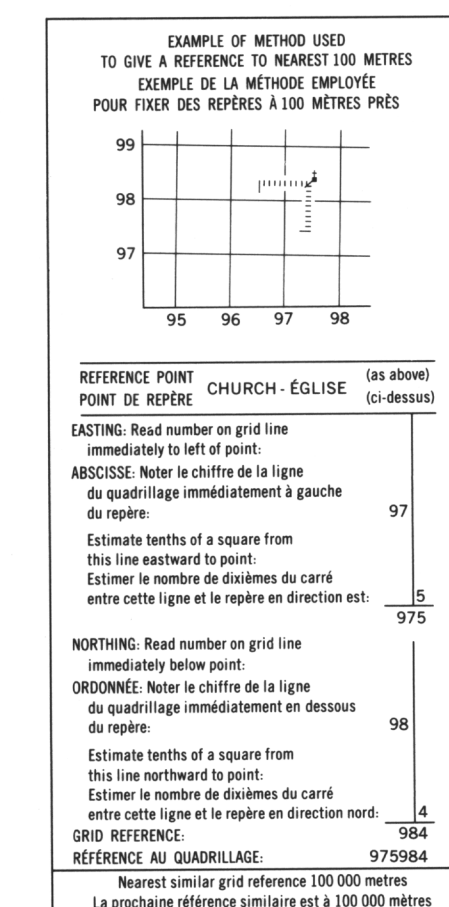 EXAMPLE OF METHOD USED
TO GIVE A REFERENCE TO NEAREST 100 METRES
EXEMPLE DE LA MÉTHODE EMPLOYÉE
POUR FIXER DES REPÈRES À 100 MÈTRES PRÈS
99
98
97
95 96 97 98
REFERENCE POINT CHURCH - ÉGLISE (as above)
POINT DE REPÈRE (ci-dessus)
EASTING: Read number on grid line
immediately to left of point:
ABSCISSE: Noter le chiffre de la ligne
du quadrillage immédiatement à gauche
du repère: 97
Estimate tenths of a square from
this line eastward to point:
Estimer le nombre de dixièmes du carré
entre cette ligne et le repère en direction est: 5
975
NORTHING: Read number on grid line
immediately below point:
ORDONNÉE: Noter le chiffre de la ligne
du quadrillage immédiatement en dessous
du repère: 98
Estimate tenths of a square from
this line northward to point:
Estimer le nombre de dixièmes du carré
entre cette ligne et le repère en direction nord: 4
GRID REFERENCE: 984
RÉFÉRENCE AU QUADRILLAGE: 975984
Nearest similar grid reference 100 000 metres
La prochaine référence similaire est à 100 000 mètres